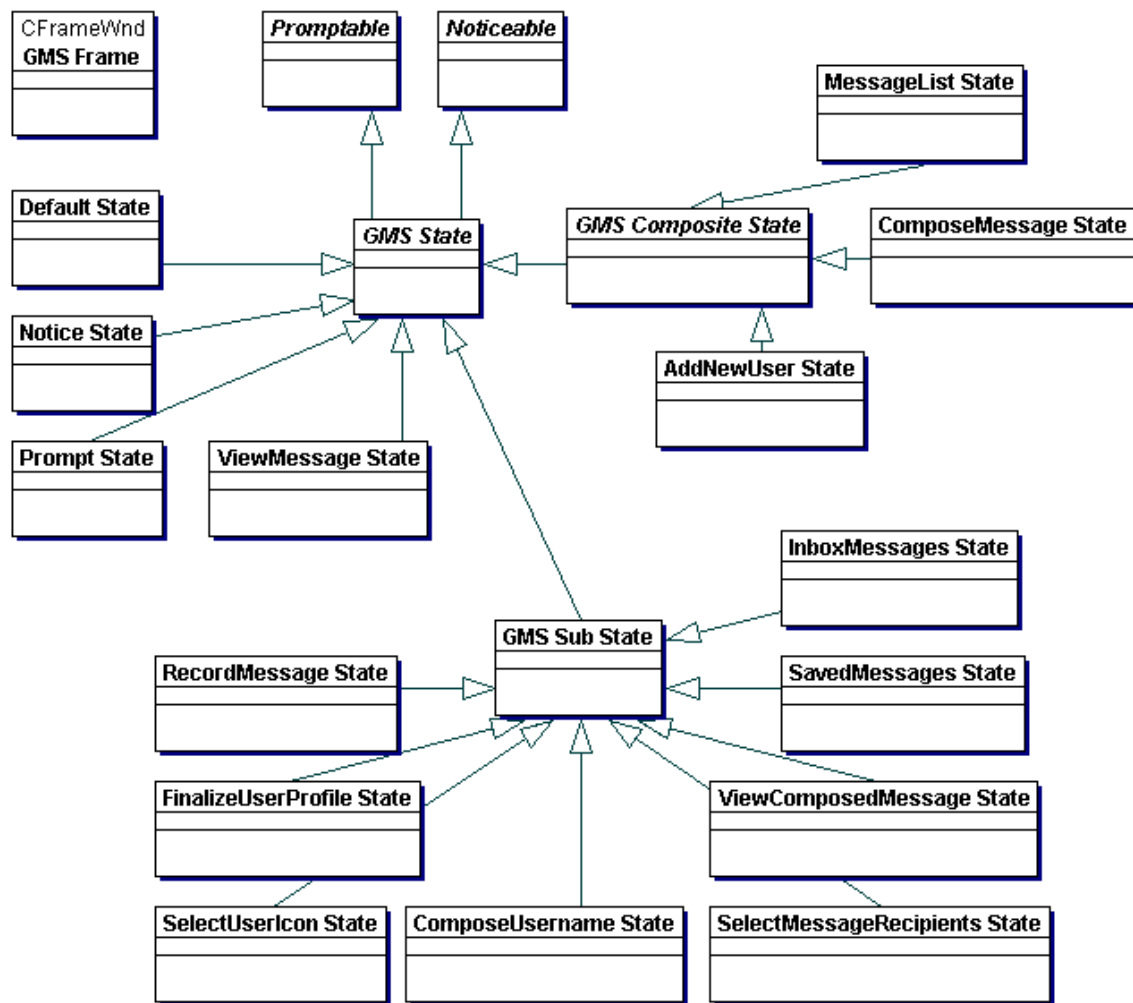 CFrameWnd
GMS Frame
Promptable
Noticeable
MessageList State
Default State
GMS State
GMS Composite State
ComposeMessage State
Notice State
AddNewUser State
Prompt State
ViewMessage State
InboxMessages State
GMS Sub State
RecordMessage State
SavedMessages State
FinalizeUserProfile State
ViewComposedMessage State
SelectUserIcon State
ComposeUsername State
SelectMessageRecipients State